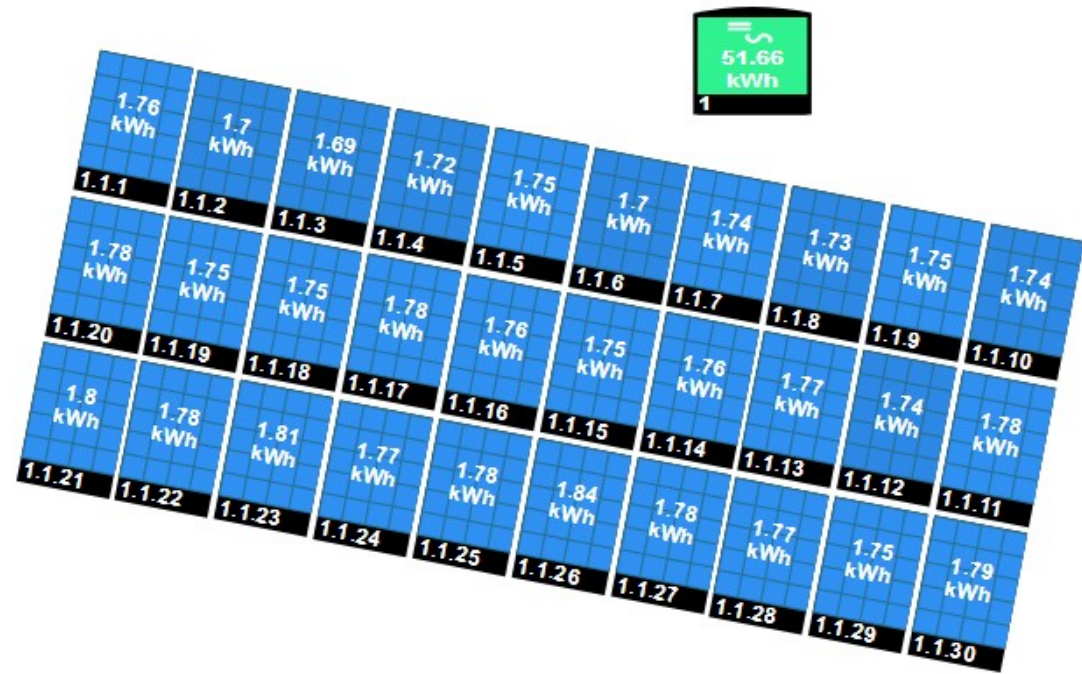 51.66
kWh
1
1.76
kWh
1.1.1
1.7
kWh
1.1.2
1.69
kWh
1.1.3
1.72
kWh
1.1.4
1.75
kWh
1.1.5
1.7
kWh
1.1.6
1.74
kWh
1.1.7
1.73
kWh
1.1.8
1.75
kWh
1.1.9
1.74
kWh
1.1.10
1.78
kWh
1.1.20
1.75
kWh
1.1.19
1.75
kWh
1.1.18
1.78
kWh
1.1.17
1.76
kWh
1.1.16
1.75
kWh
1.1.15
1.76
kWh
1.1.14
1.77
kWh
1.1.13
1.74
kWh
1.1.12
1.78
kWh
1.1.11
1.8
kWh
1.1.21
1.78
kWh
1.1.22
1.81
kWh
1.1.23
1.77
kWh
1.1.24
1.78
kWh
1.1.25
1.84
kWh
1.1.26
1.78
kWh
1.1.27
1.77
kWh
1.1.28
1.75
kWh
1.1.29
1.79
kWh
1.1.30